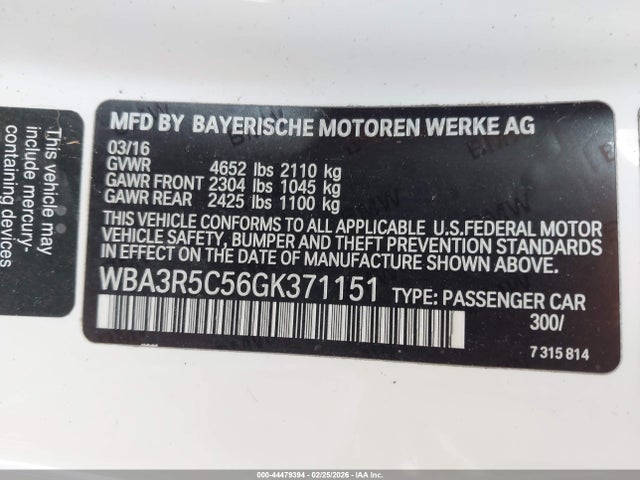 This vehicle may
include mercury-
containing devices
MFD BY BAYERISCHE MOTOREN WERKE AG
03/16
GVWR 4652 lbs 2110 kg
GAWR FRONT 2304 lbs 1045 kg
GAWR REAR 2425 lbs 1100 kg
THIS VEHICLE CONFORMS TO ALL APPLICABLE U.S.FEDERAL MOTOR
VEHICLE SAFETY, BUMPER AND THEFT PREVENTION STANDARDS
IN EFFECT ON THE DATE OF MANUFACTURE SHOWN ABOVE.
WBA3R5C56GK371151 TYPE: PASSENGER CAR
300/
7 315 814
© IAA - 44479394 - 02/25/2026 - IAAI.COM